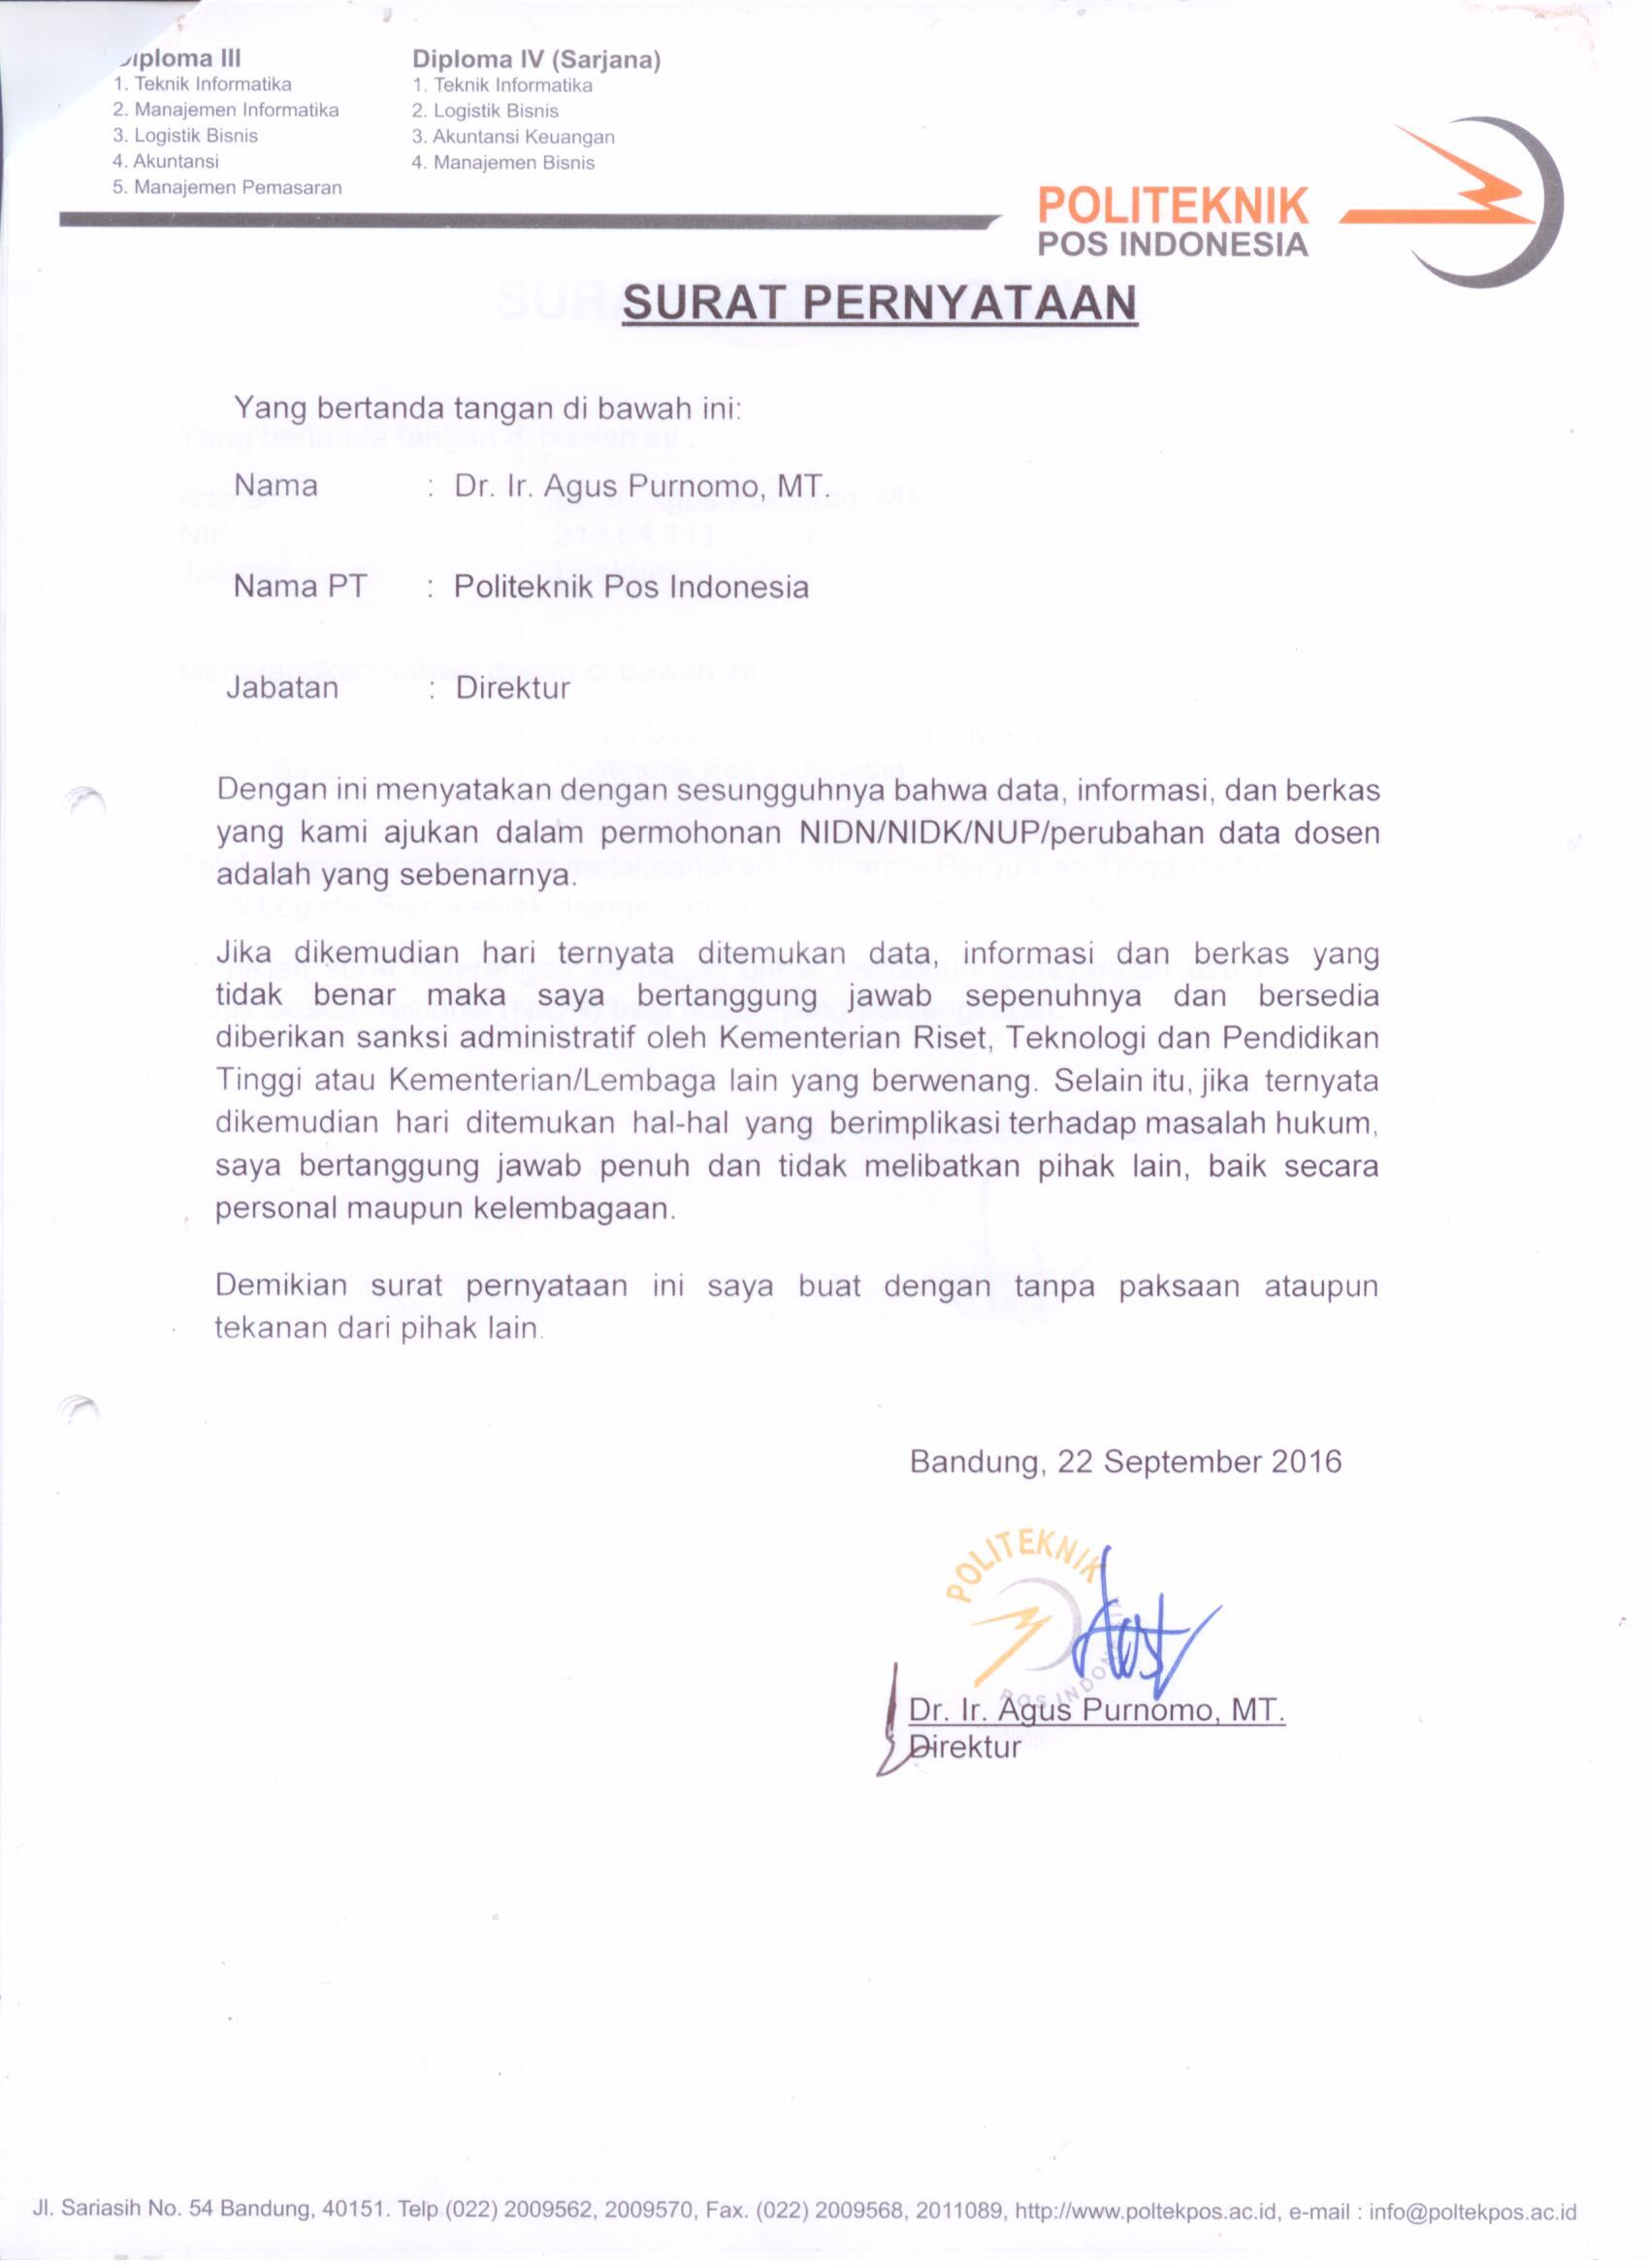 Diploma III
1. Teknik Informatika
2. Manajemen Informatika
3. Logistik Bisnis
4. Akuntansi
5. Manajemen Pemasaran
Diploma IV (Sarjana)
1. Teknik Informatika
2. Logistik Bisnis
3. Akuntansi Keuangan
4. Manajemen Bisnis
POLITEKNIK
POS INDONESIA
SURAT PERNYATAAN
Yang bertanda tangan di bawah ini:
Nama : Dr. Ir. Agus Purnomo, MT.
Nama PT : Politeknik Pos Indonesia
Jabatan : Direktur
Dengan ini menyatakan dengan sesungguhnya bahwa data, informasi, dan berkas
yang kami ajukan dalam permohonan NIDN/NIDK/NUP/perubahan data dosen
adalah yang sebenarnya.
Jika dikemudian hari ternyata ditemukan data, informasi dan berkas yang
tidak benar maka saya bertanggung jawab sepenuhnya dan bersedia
diberikan sanksi administratif oleh Kementerian Riset, Teknologi dan Pendidikan
Tinggi atau Kementerian/Lembaga lain yang berwenang. Selain itu, jika ternyata
dikemudian hari ditemukan hal-hal yang berimplikasi terhadap masalah hukum,
saya bertanggung jawab penuh dan tidak melibatkan pihak lain, baik secara
personal maupun kelembagaan.
Demikian surat pernyataan ini saya buat dengan tanpa paksaan ataupun
tekanan dari pihak lain.
Bandung, 22 September 2016
POLITEKNIK
POS INDONESIA
Dr. Ir. Agus Purnomo, MT.
Direktur
Jl. Sariasih No. 54 Bandung, 40151. Telp (022) 2009562, 2009570, Fax. (022) 2009568, 2011089, http://www.poltekpos.ac.id, e-mail : info@poltekpos.ac.id